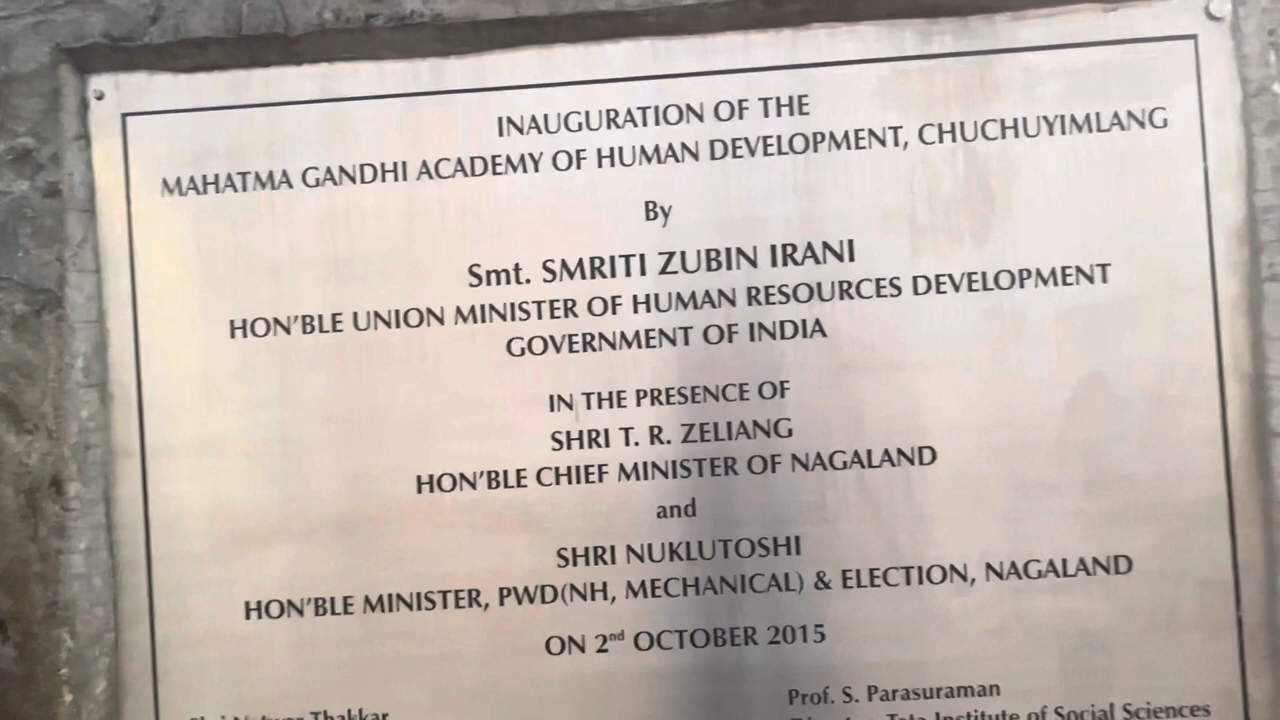 INAUGURATION OF THE
MAHATMA GANDHI ACADEMY OF HUMAN DEVELOPMENT, CHUCHUYIMLANG
By
Smt. SMRITI ZUBIN IRANI
HON'BLE UNION MINISTER OF HUMAN RESOURCES DEVELOPMENT
GOVERNMENT OF INDIA
IN THE PRESENCE OF
SHRI T. R. ZELIANG
HON'BLE CHIEF MINISTER OF NAGALAND
and
SHRI NUKLUTOSHI
HON'BLE MINISTER, PWD(NH, MECHANICAL) & ELECTION, NAGALAND
ON 2nd OCTOBER 2015
Prof. S. Parasuraman
Thakkar
Tata Institute of Social Sciences